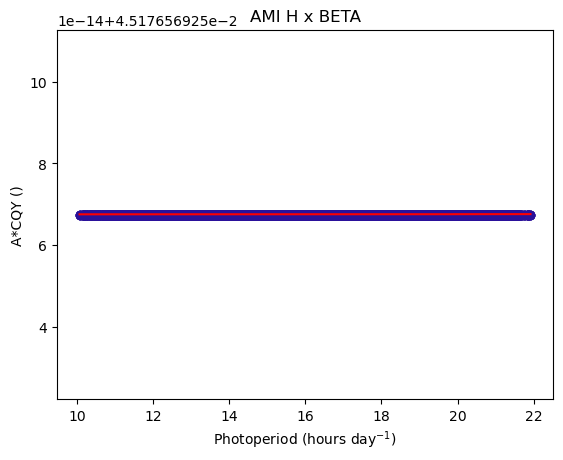 AMI H x BETA
1e−14+4.517656925e−2
10
8
6
4
A*CQY ()
10 12 14 16 18 20 22
Photoperiod (hours day⁻¹)